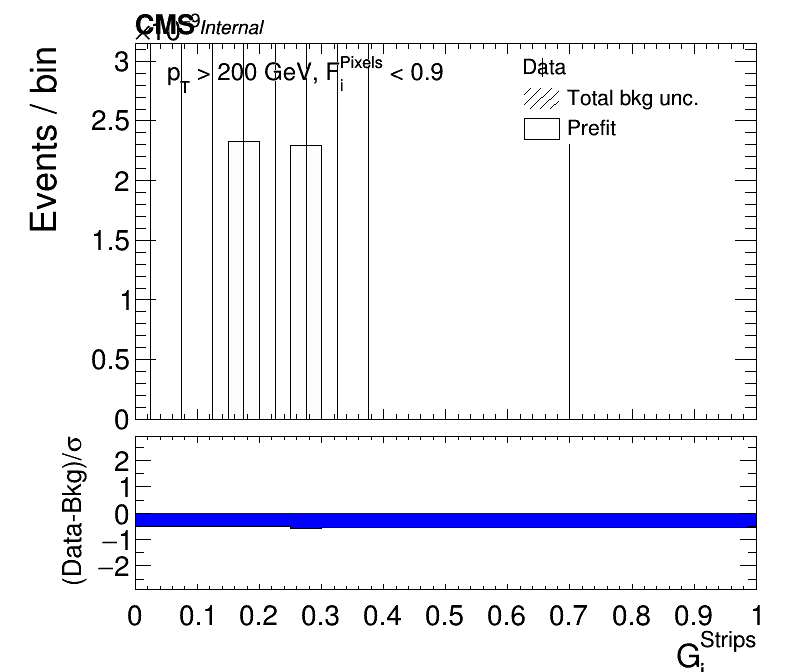 CMS Internal
×10⁻⁹
p_T > 200 GeV, F_i^Pixels < 0.9
Data
Total bkg unc.
Prefit
Events / bin
3
2.5
2
1.5
1
0.5
0
(Data-Bkg)/σ
2
1
0
−1
−2
0 0.1 0.2 0.3 0.4 0.5 0.6 0.7 0.8 0.9 1
G_i^Strips